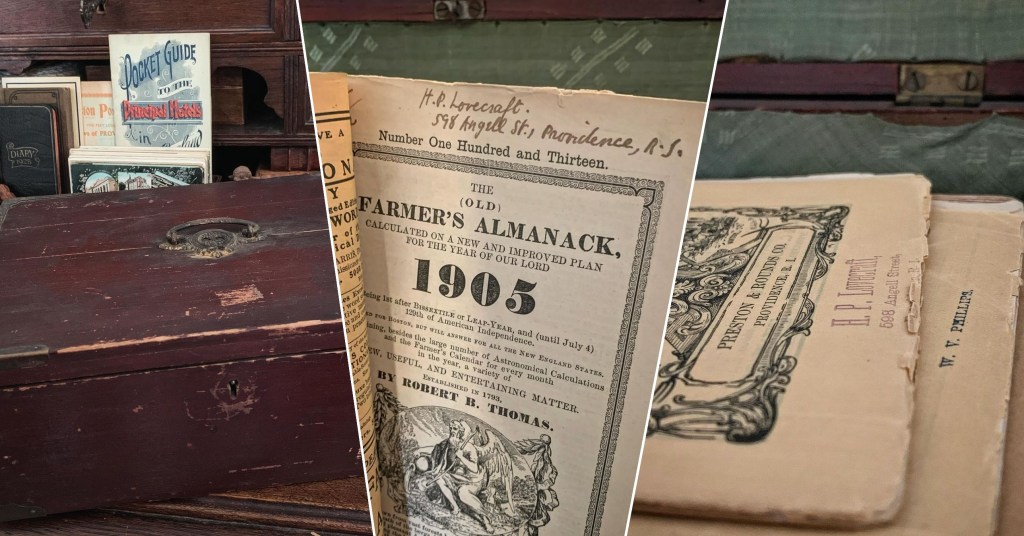 POCKET GUIDE
TO THE
Principal Hotels
in
DIARY
1925
H.P. Lovecraft.
598 Angell St., Providence, R.I.
Number One Hundred and Thirteen.
THE
(OLD)
FARMER'S ALMANACK,
CALCULATED ON A NEW AND IMPROVED PLAN
FOR THE YEAR OF OUR LORD
1905
Being 1st after BISSEXTILE or LEAP-YEAR, and (until July 4)
129th of American Independence.
FOR BOSTON, BUT WILL ANSWER FOR ALL THE NEW ENGLAND STATES,
besides the large number of Astronomical Calculations
and the Farmer's Calendar for every month
in the year, a variety of
NEW, USEFUL, AND ENTERTAINING MATTER.
ESTABLISHED IN 1793,
BY ROBERT B. THOMAS.
PRESTON & ROUNDS CO.
PROVIDENCE, R. I.
H. P. Lovecraft,
598 Angell Street,
W. V. PHILLIPS.